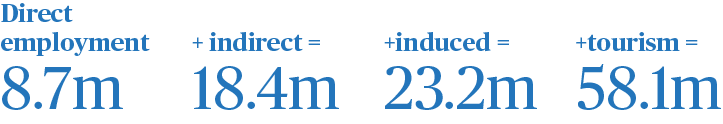 Direct
employment
8.7m
+ indirect =
18.4m
+induced =
23.2m
+tourism =
58.1m